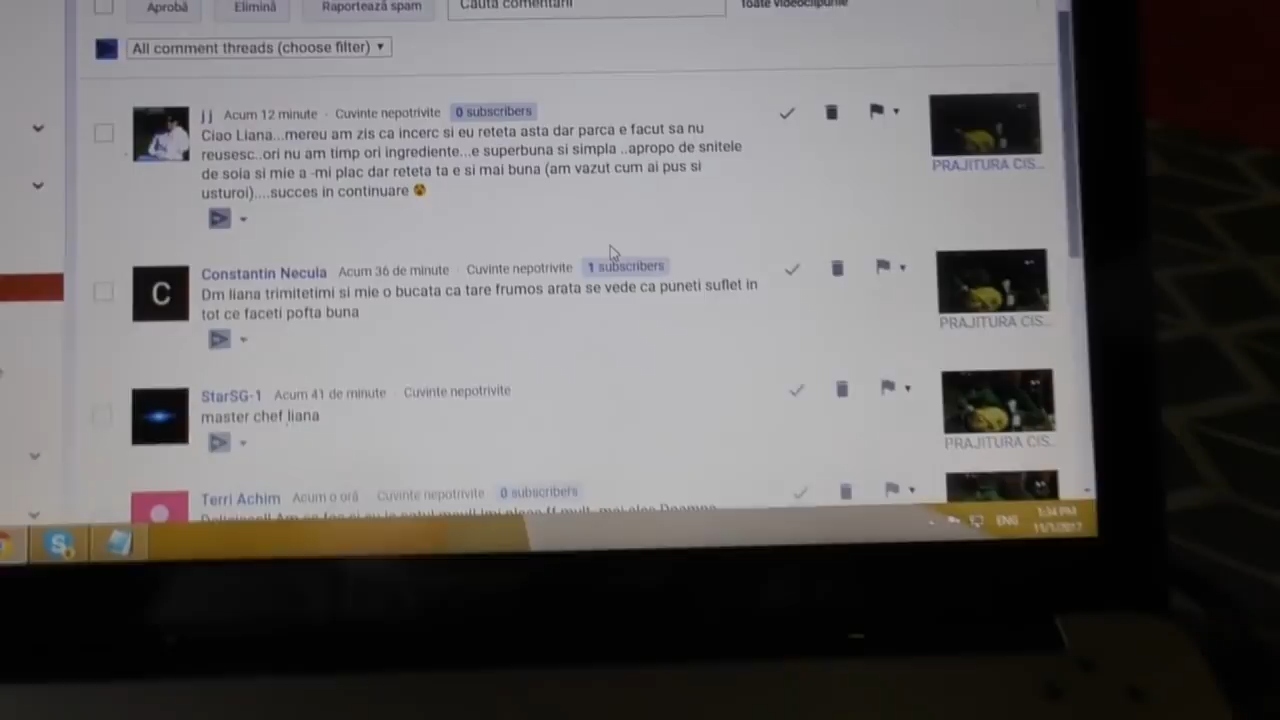 Aprobă Elimină Raportează spam Caută comentarii Toate videoclipurile
All comment threads (choose filter) ▼
j j Acum 12 minute · Cuvinte nepotrivite 0 subscribers
Ciao Liana...mereu am zis ca incerc si eu reteta asta dar parca e facut sa nu
reusesc..ori nu am timp ori ingrediente...e superbuna si simpla ..apropo de snitele
de soia si mie a -mi plac dar reteta ta e si mai buna (am vazut cum ai pus si
usturoi)....succes in continuare 😲
PRAJITURA CIS...
Constantin Necula Acum 36 de minute · Cuvinte nepotrivite 1 subscribers
Dm liana trimitetimi si mie o bucata ca tare frumos arata se vede ca puneti suflet in
tot ce faceti pofta buna
C
PRAJITURA CIS...
StarSG-1 Acum 41 de minute · Cuvinte nepotrivite
master chef liana
PRAJITURA CIS...
Terri Achim Acum o oră · Cuvinte nepotrivite 0 subscribers
ENG 1:34 PM